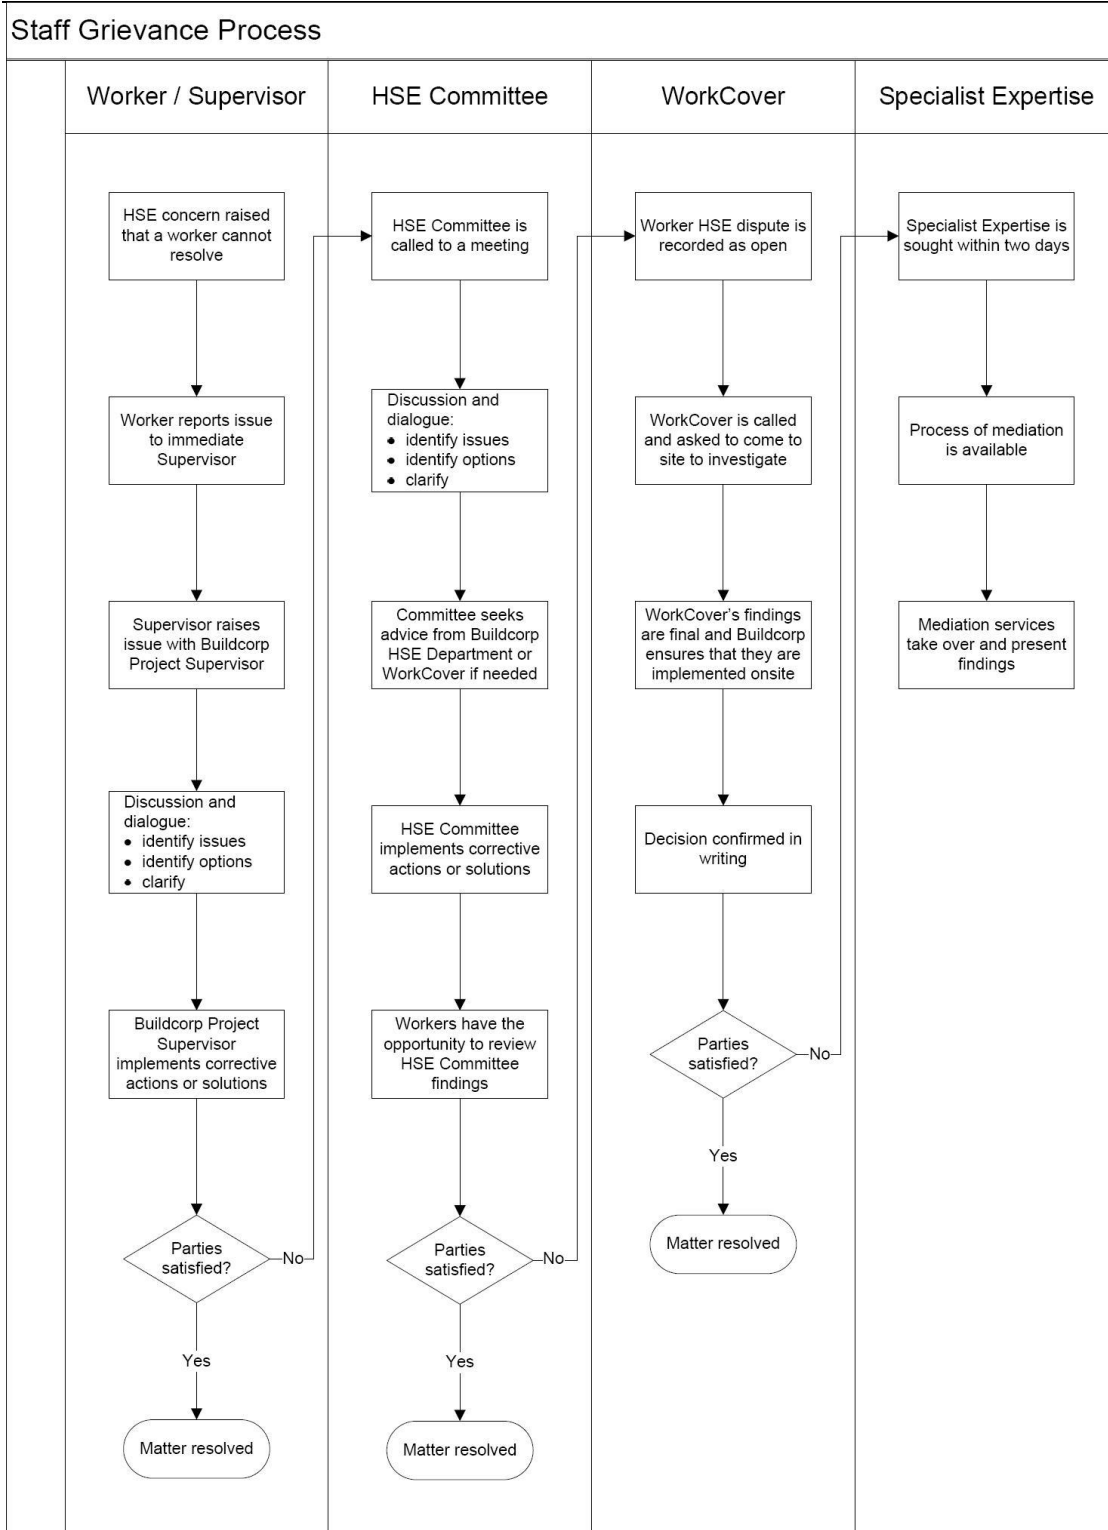 Staff Grievance Process
Worker / Supervisor
HSE Committee
WorkCover
Specialist Expertise
HSE concern raised
that a worker cannot
resolve
Worker reports issue
to immediate
Supervisor
Supervisor raises
issue with Buildcorp
Project Supervisor
Discussion and
dialogue:
● identify issues
● identify options
● clarify
Buildcorp Project
Supervisor
implements corrective
actions or solutions
Parties
satisfied?
No
Yes
Matter resolved
HSE Committee is
called to a meeting
Discussion and
dialogue:
● identify issues
● identify options
● clarify
Committee seeks
advice from Buildcorp
HSE Department or
WorkCover if needed
HSE Committee
implements corrective
actions or solutions
Workers have the
opportunity to review
HSE Committee
findings
Parties
satisfied?
No
Yes
Matter resolved
Worker HSE dispute is
recorded as open
WorkCover is called
and asked to come to
site to investigate
WorkCover's findings
are final and Buildcorp
ensures that they are
implemented onsite
Decision confirmed in
writing
Parties
satisfied?
No
Yes
Matter resolved
Specialist Expertise is
sought within two days
Process of mediation
is available
Mediation services
take over and present
findings